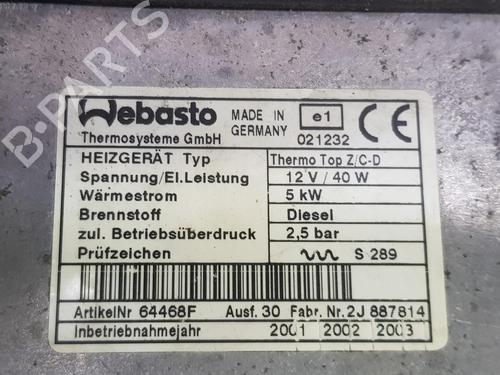 B-PARTS
Webasto
Thermosysteme GmbH
MADE IN
GERMANY
e1
021232
CE
HEIZGERÄT Typ Thermo Top Z/C-D
Spannung/El.Leistung 12 V / 40 W
Wärmestrom 5 kW
Brennstoff Diesel
zul. Betriebsüberdruck 2,5 bar
Prüfzeichen S 289
ArtikelNr 64468F Ausf. 30 Fabr. Nr. 2J 887814
Inbetriebnahmejahr 2001 2002 2003